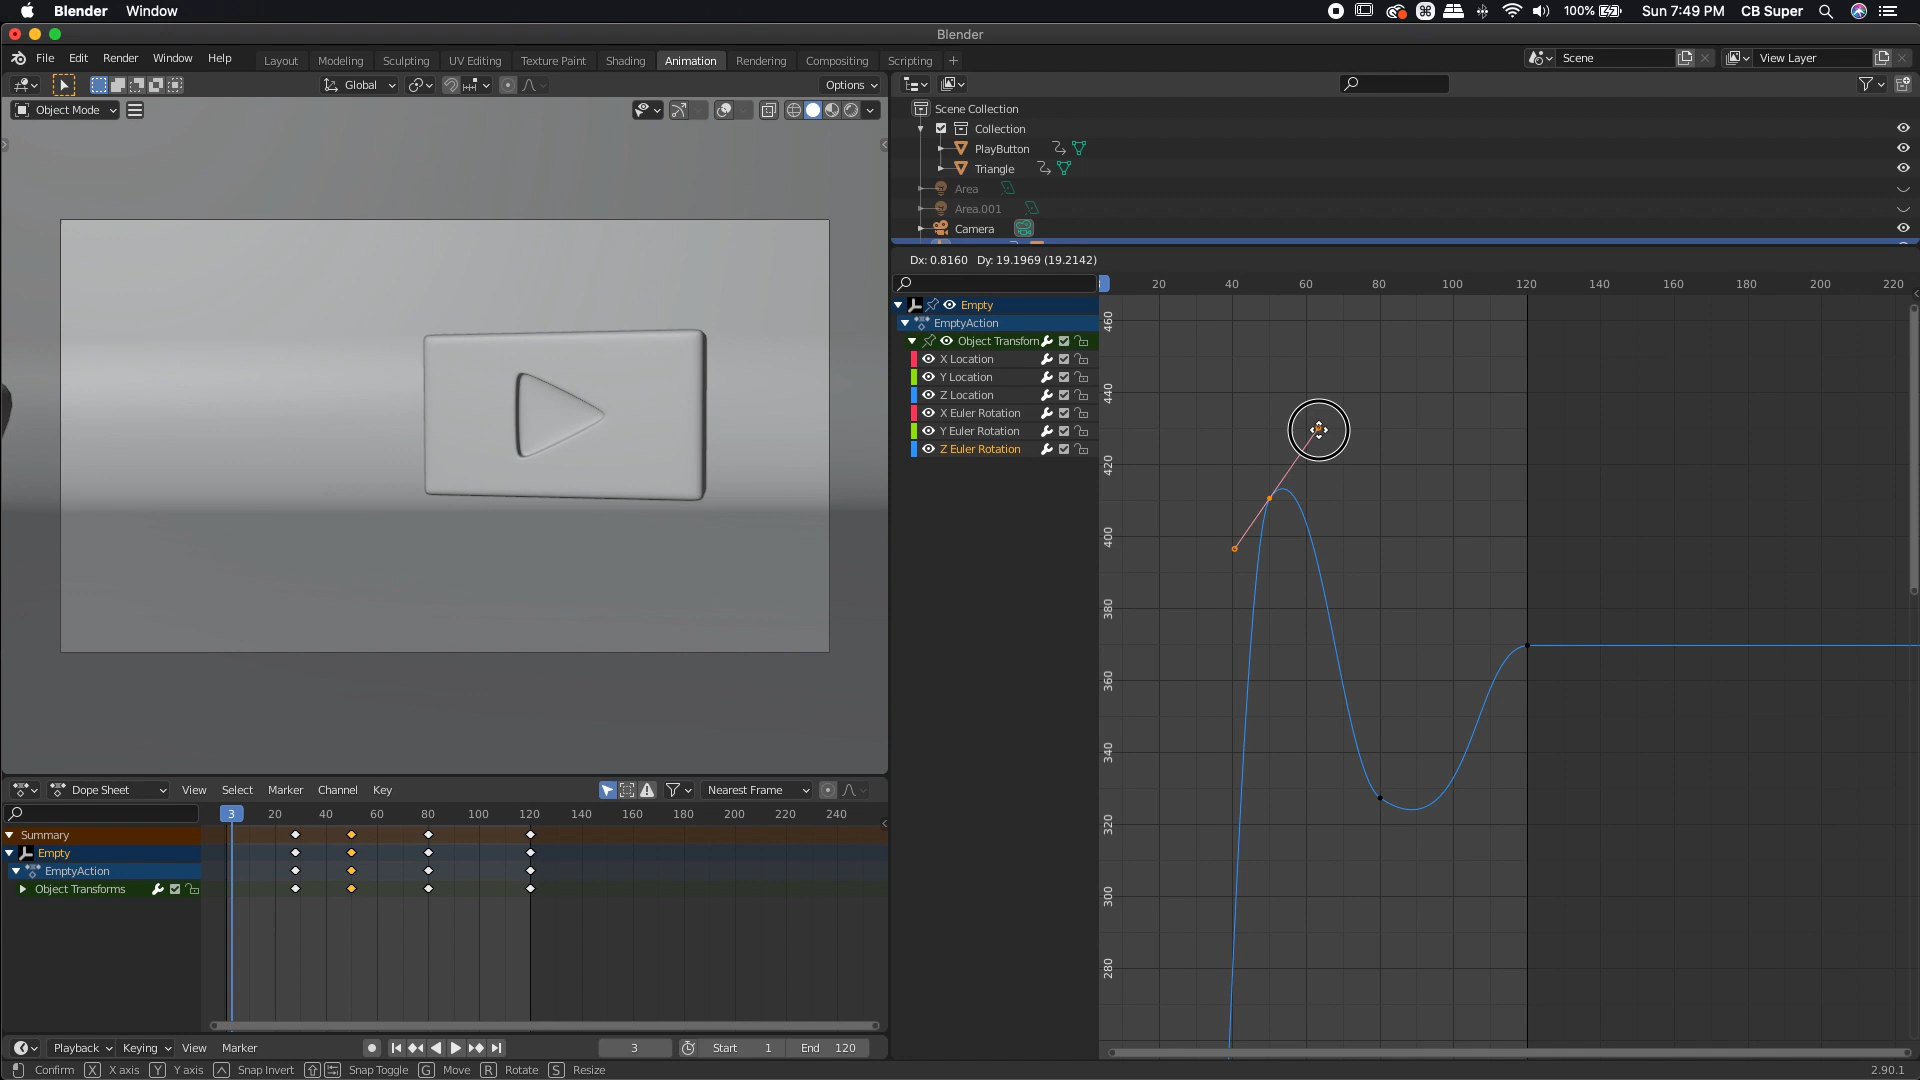 Blender Window 100% Sun 7:49 PM CB Super
Blender
File Edit Render Window Help Layout Modeling Sculpting UV Editing Texture Paint Shading Animation Rendering Compositing Scripting + Scene View Layer
Global Options
Object Mode
Scene Collection
Collection
PlayButton
Triangle
Area
Area.001
Camera
Dx: 0.8160 Dy: 19.1969 (19.2142)
20 40 60 80 100 120 140 160 180 200 220
Empty
EmptyAction
Object Transform
X Location
Y Location
Z Location
X Euler Rotation
Y Euler Rotation
Z Euler Rotation
460
440
420
400
380
360
340
320
300
280
Dope Sheet View Select Marker Channel Key Nearest Frame
3 20 40 60 80 100 120 140 160 180 200 220 240
Summary
Empty
EmptyAction
Object Transforms
Playback Keying View Marker 3 Start 1 End 120
Confirm X X axis Y Y axis Snap Invert Snap Toggle G Move R Rotate S Resize 2.90.1